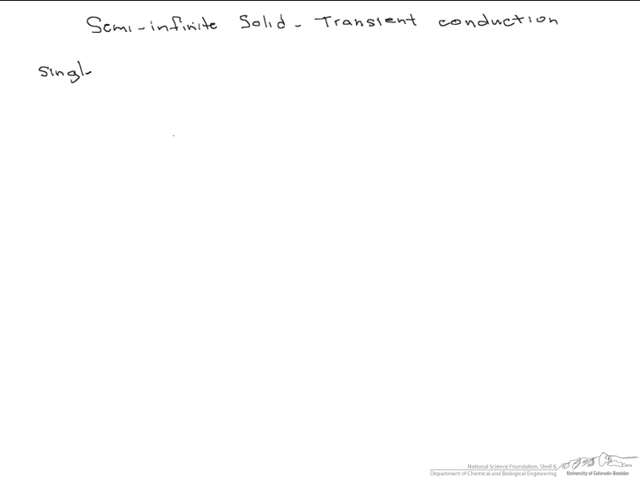 Semi-infinite Solid - Transient conduction
singl
National Science Foundation, Shell &
Department of Chemical and Biological Engineering
University of Colorado-Boulder